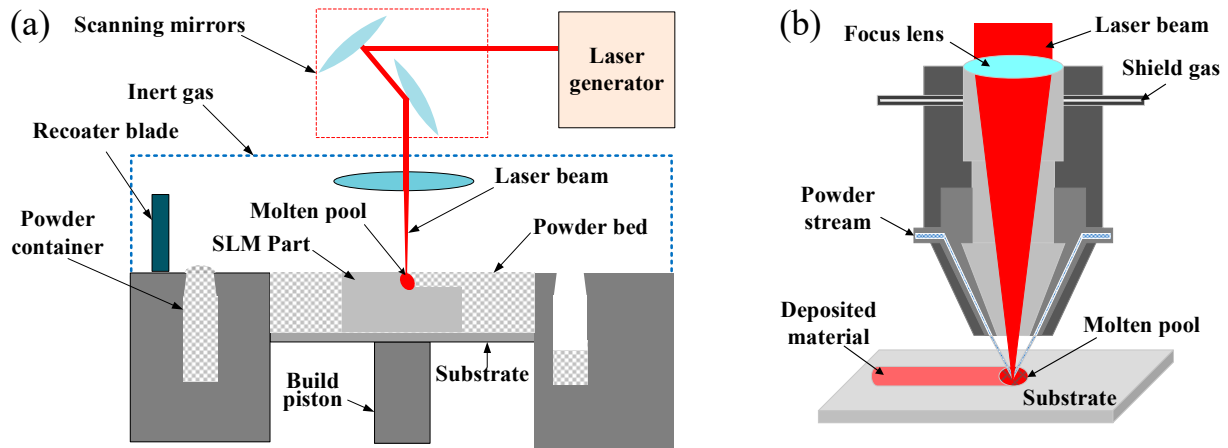 (a)
Scanning mirrors
Laser
generator
Inert gas
Recoater blade
Laser beam
Molten pool
Powder
container
SLM Part
Powder bed
Build
piston
Substrate
(b)
Focus lens
Laser beam
Shield gas
Powder
stream
Deposited
material
Molten pool
Substrate